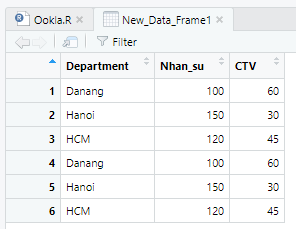 Ookla.R × New_Data_Frame1 ×
Filter
Department Nhan_su CTV
1 Danang 100 60
2 Hanoi 150 30
3 HCM 120 45
4 Danang 100 60
5 Hanoi 150 30
6 HCM 120 45